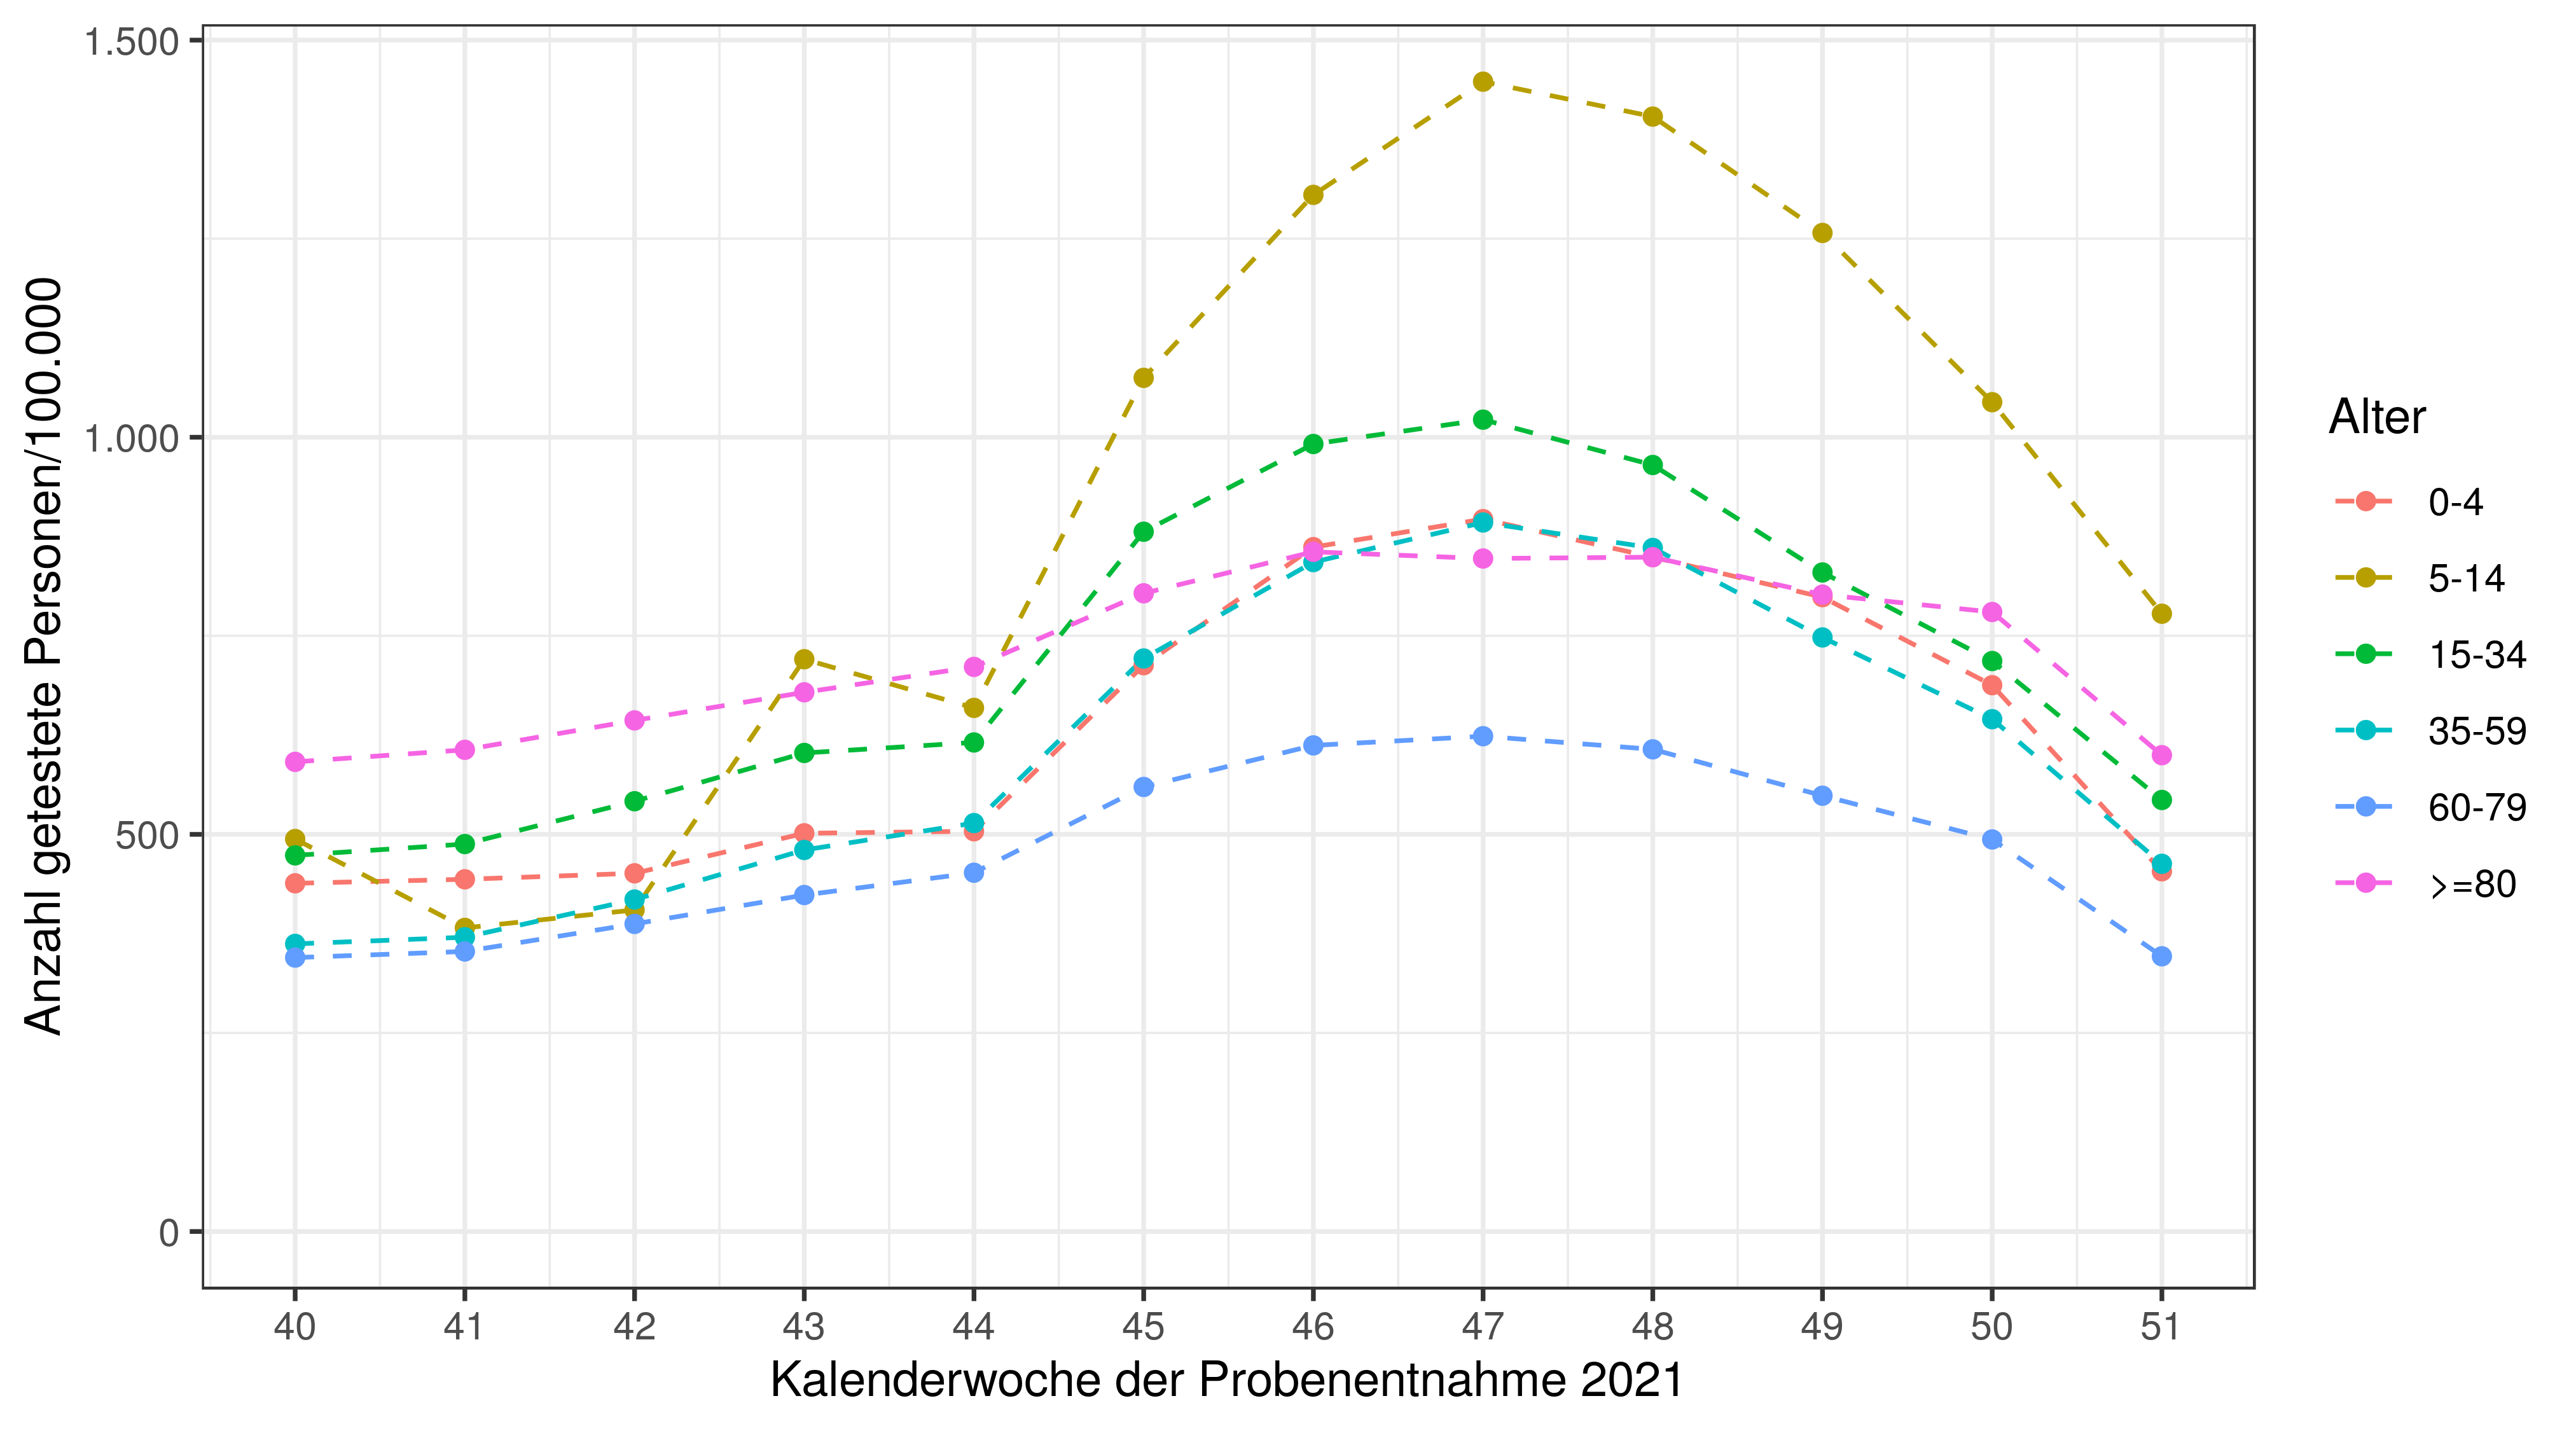 Anzahl getestete Personen/100.000
1.500
1.000
500
0
40 41 42 43 44 45 46 47 48 49 50 51
Kalenderwoche der Probenentnahme 2021
Alter
0-4
5-14
15-34
35-59
60-79
>=80